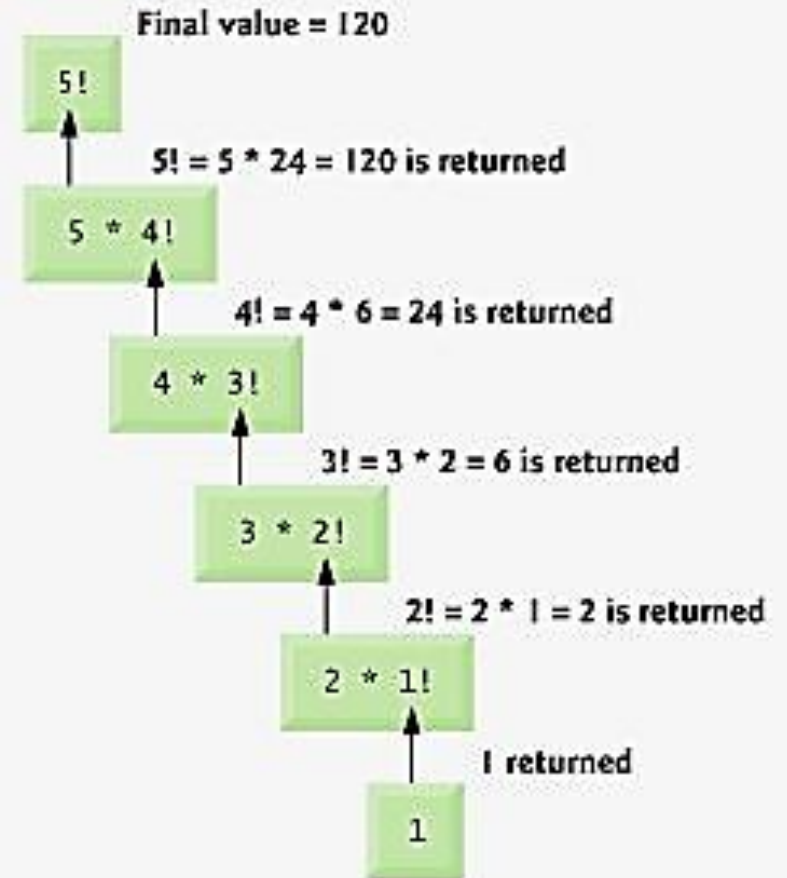 Final value = 120
5!
5! = 5 * 24 = 120 is returned
5 * 4!
4! = 4 * 6 = 24 is returned
4 * 3!
3! = 3 * 2 = 6 is returned
3 * 2!
2! = 2 * 1 = 2 is returned
2 * 1!
1 returned
1